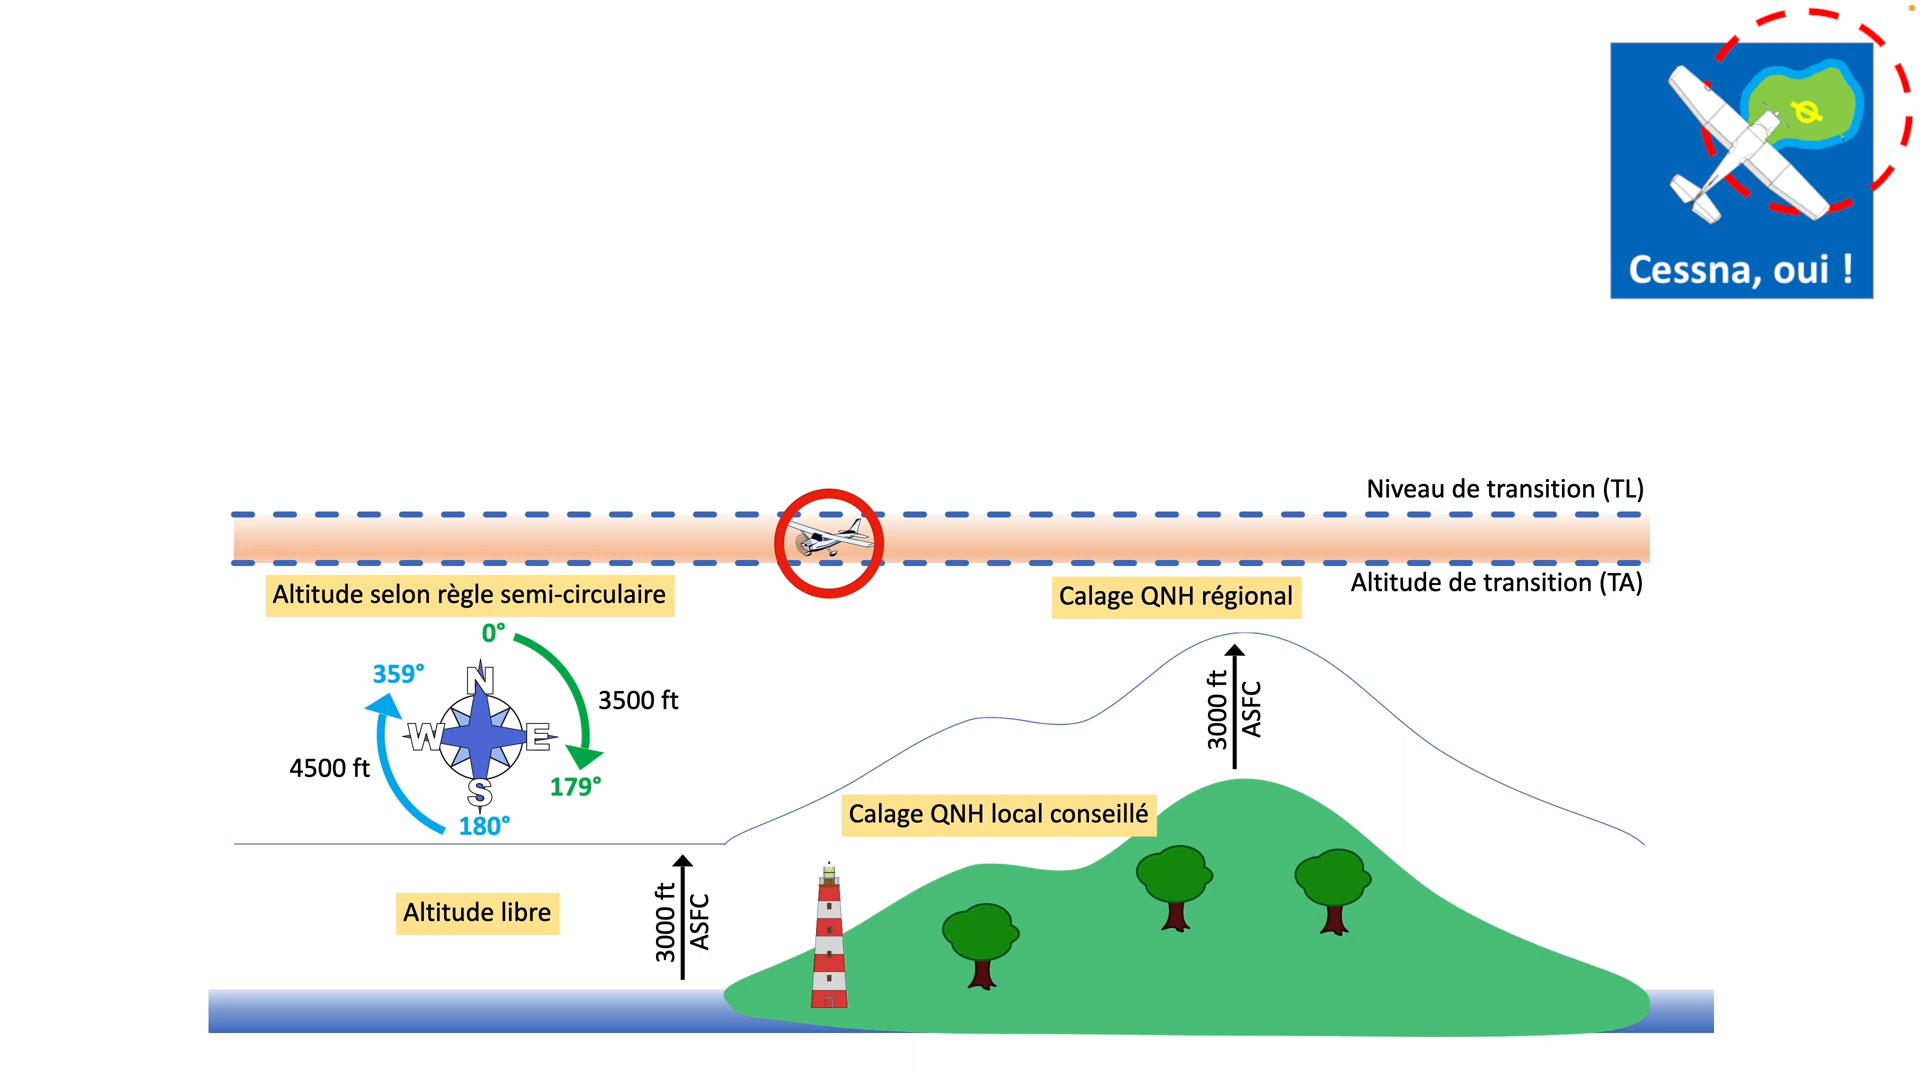 Cessna, oui !
Niveau de transition (TL)
Altitude de transition (TA)
Altitude selon règle semi-circulaire
Calage QNH régional
0°
359°
N
3500 ft
W
E
4500 ft
179°
S
180°
3000 ft
ASFC
Calage QNH local conseillé
Altitude libre
3000 ft
ASFC